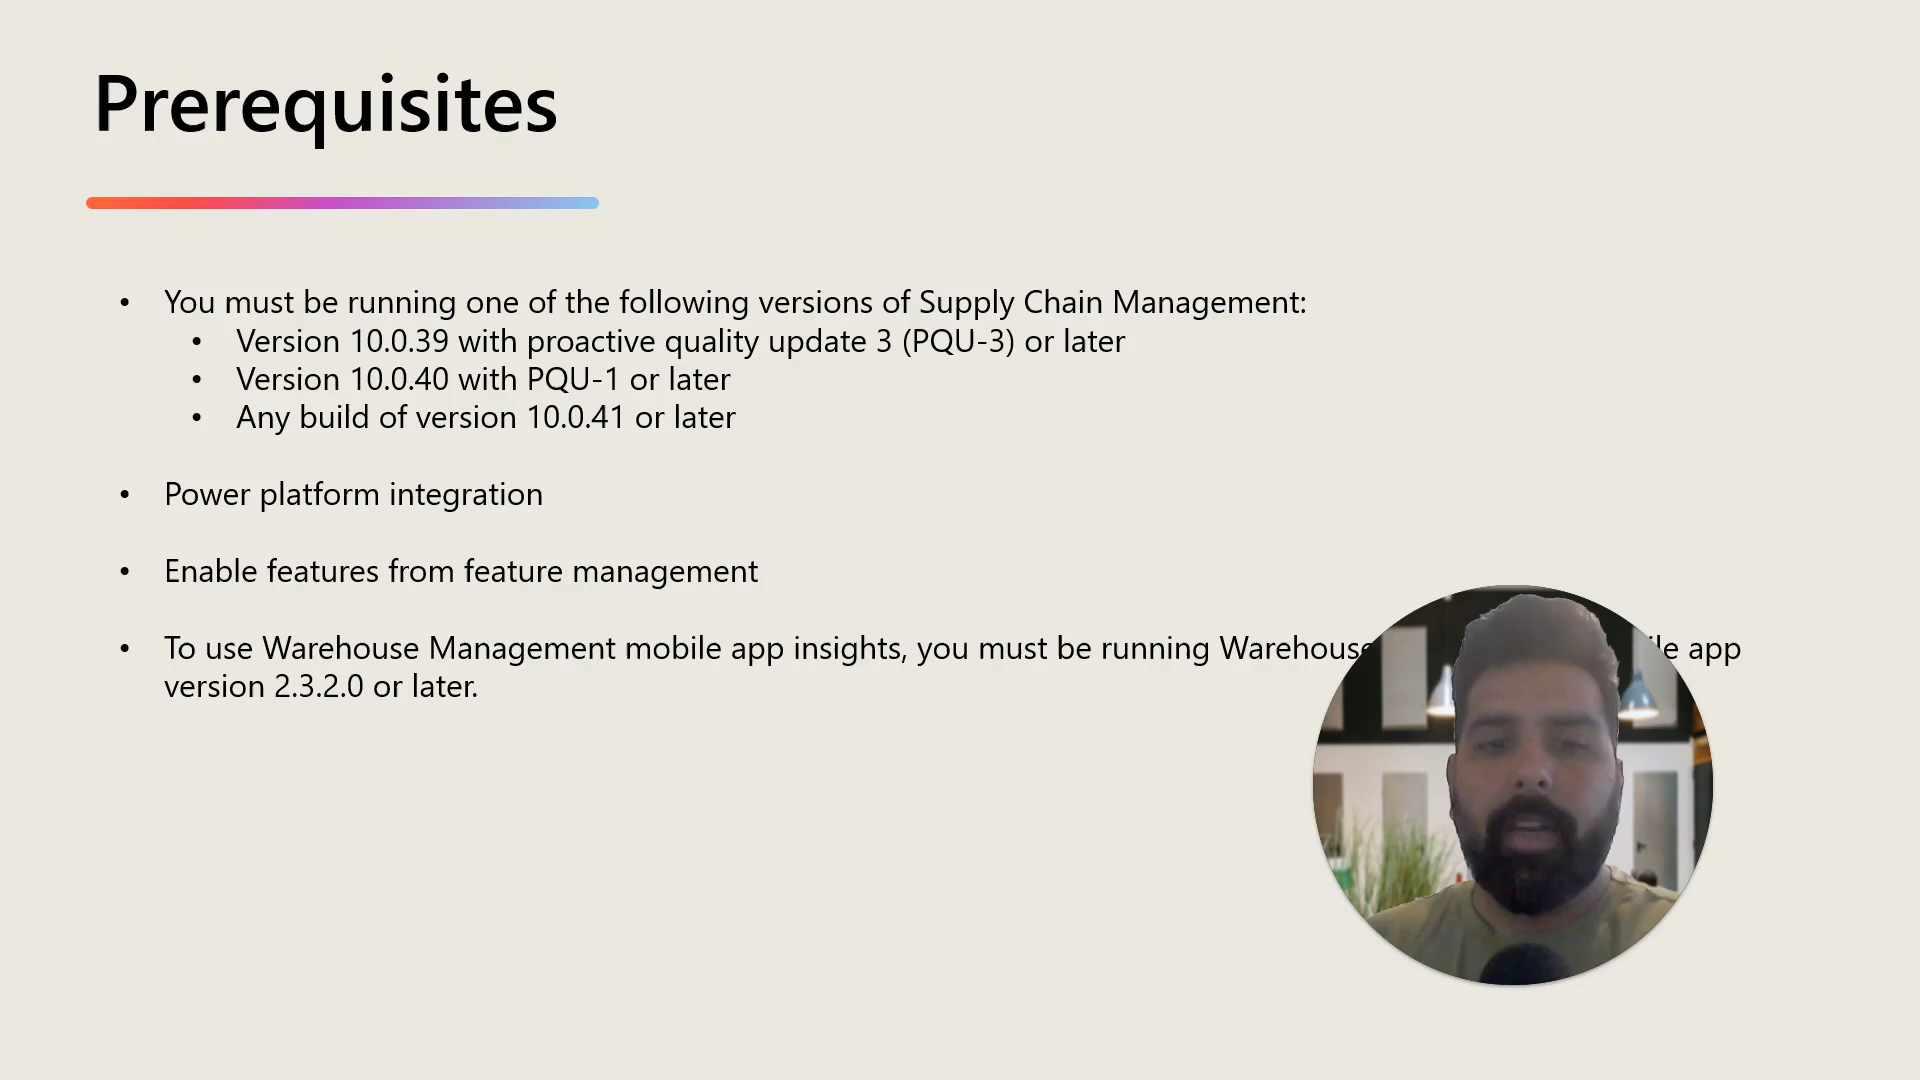 Prerequisites
• You must be running one of the following versions of Supply Chain Management:
• Version 10.0.39 with proactive quality update 3 (PQU-3) or later
• Version 10.0.40 with PQU-1 or later
• Any build of version 10.0.41 or later
• Power platform integration
• Enable features from feature management
• To use Warehouse Management mobile app insights, you must be running Warehouse app
version 2.3.2.0 or later.